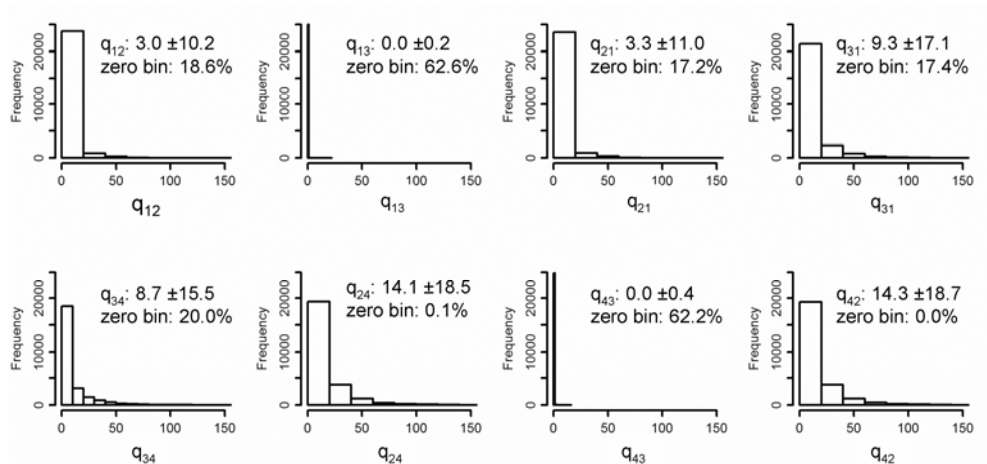 q12: 3.0 ±10.2
zero bin: 18.6%
Frequency
0 10000 20000
0 50 100 150
q12
q13: 0.0 ±0.2
zero bin: 62.6%
Frequency
0 10000 20000
0 50 100 150
q13
q21: 3.3 ±11.0
zero bin: 17.2%
Frequency
0 10000 20000
0 50 100 150
q21
q31: 9.3 ±17.1
zero bin: 17.4%
Frequency
0 10000 20000
0 50 100 150
q31
q34: 8.7 ±15.5
zero bin: 20.0%
Frequency
0 10000 20000
0 50 100 150
q34
q24: 14.1 ±18.5
zero bin: 0.1%
Frequency
0 10000 20000
0 50 100 150
q24
q43: 0.0 ±0.4
zero bin: 62.2%
Frequency
0 10000 20000
0 50 100 150
q43
q42: 14.3 ±18.7
zero bin: 0.0%
Frequency
0 10000 20000
0 50 100 150
q42